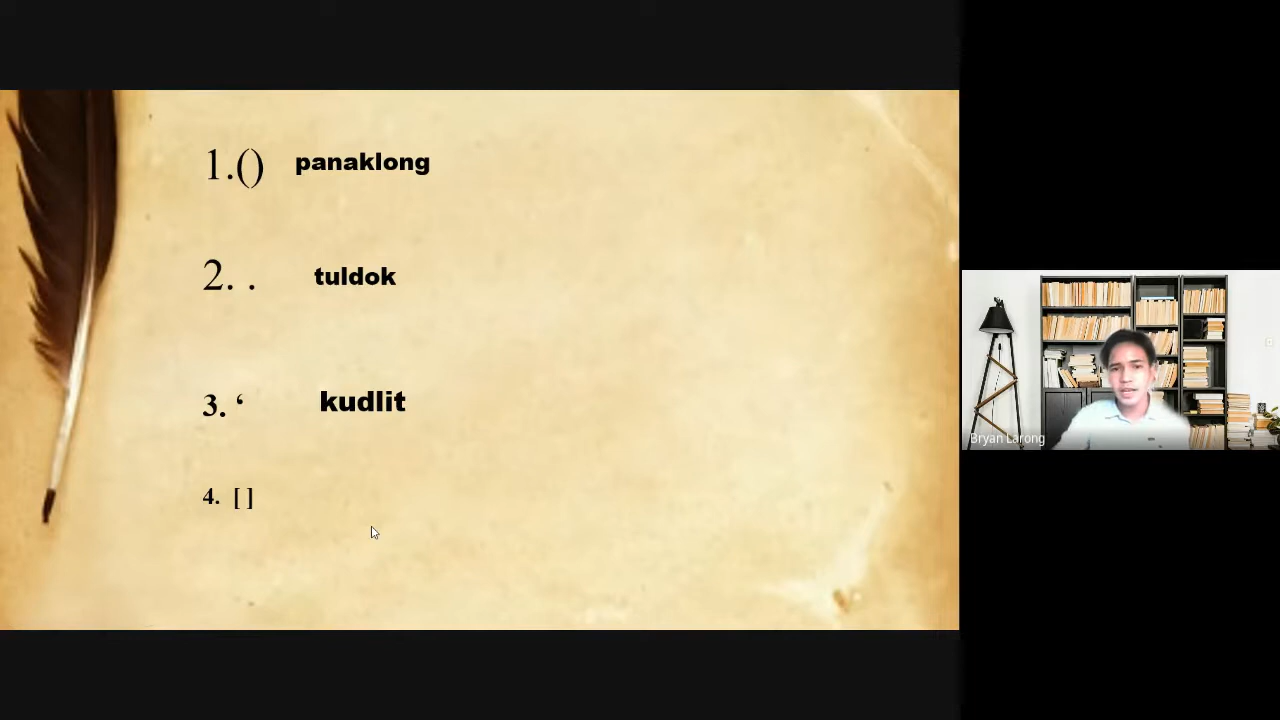 1.() panaklong
2. . tuldok
3. ‘ kudlit
4. [ ]
Bryan Larong